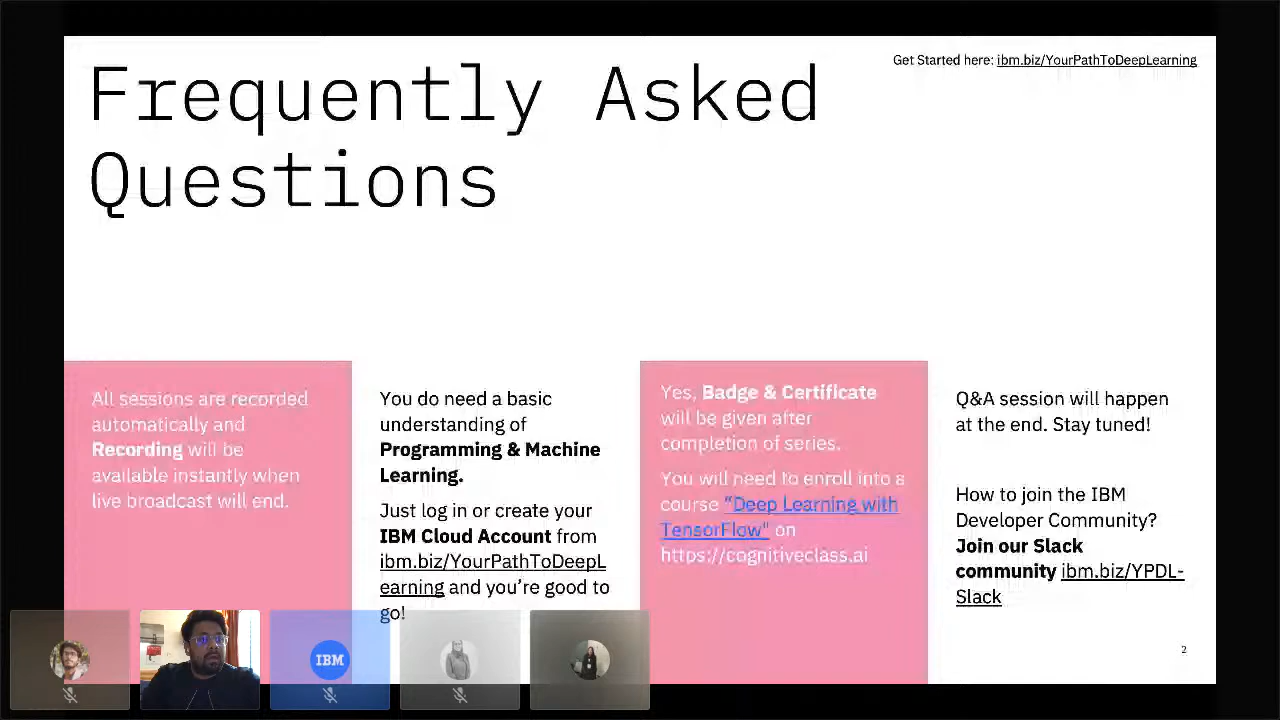 Get Started here: ibm.biz/YourPathToDeepLearning
Frequently Asked
Questions
All sessions are recorded
automatically and
Recording will be
available instantly when
live broadcast will end.
You do need a basic
understanding of
Programming & Machine
Learning.
Just log in or create your
IBM Cloud Account from
ibm.biz/YourPathToDeepL
earning and you're good to
go!
Yes, Badge & Certificate
will be given after
completion of series.
You will need to enroll into a
course "Deep Learning with
TensorFlow" on
https://cognitiveclass.ai
Q&A session will happen
at the end. Stay tuned!
How to join the IBM
Developer Community?
Join our Slack
community ibm.biz/YPDL-
Slack
2
IBM